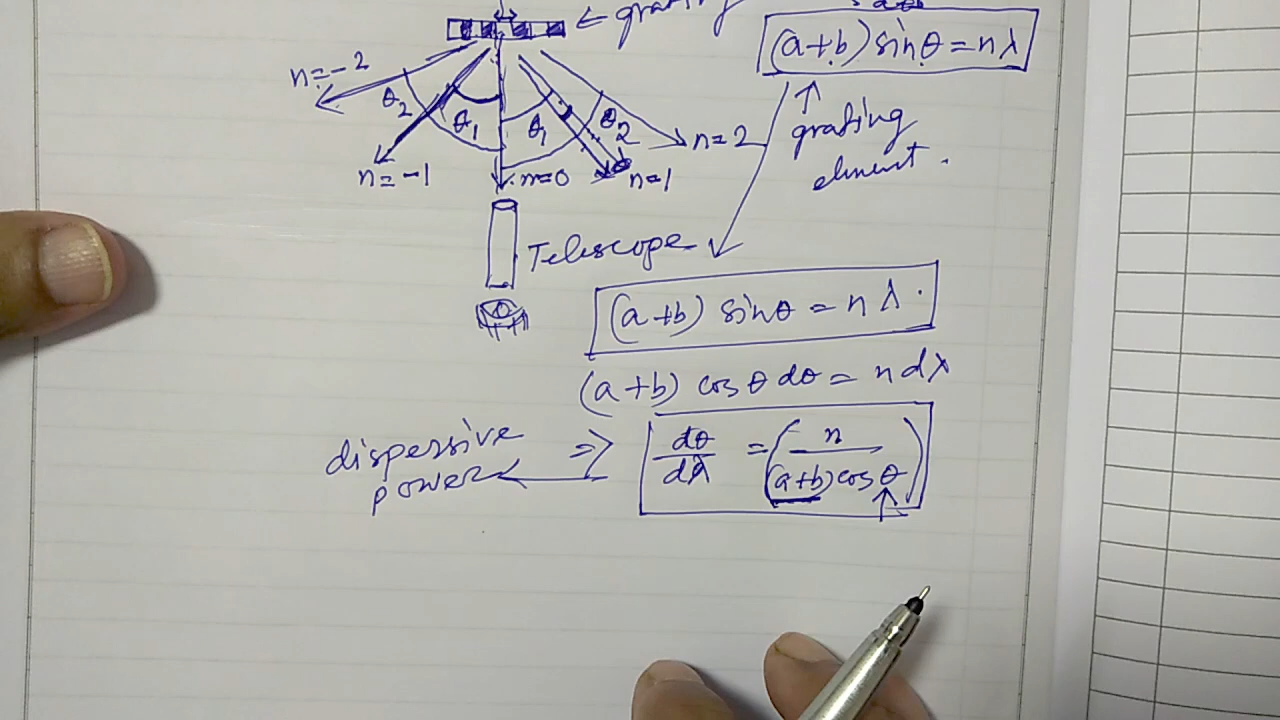 ← grating
(a+b) sinθ = nλ
n=-2
θ2
θ1
θ1
θ2
n=2
↑
grating
element.
n=-1
n=0
n=1
Telescope
(a+b) sinθ = nλ.
(a+b) cosθ dθ = n dλ
dispersive
power
⇒ dθ/dλ = (n/(a+b)cosθ)